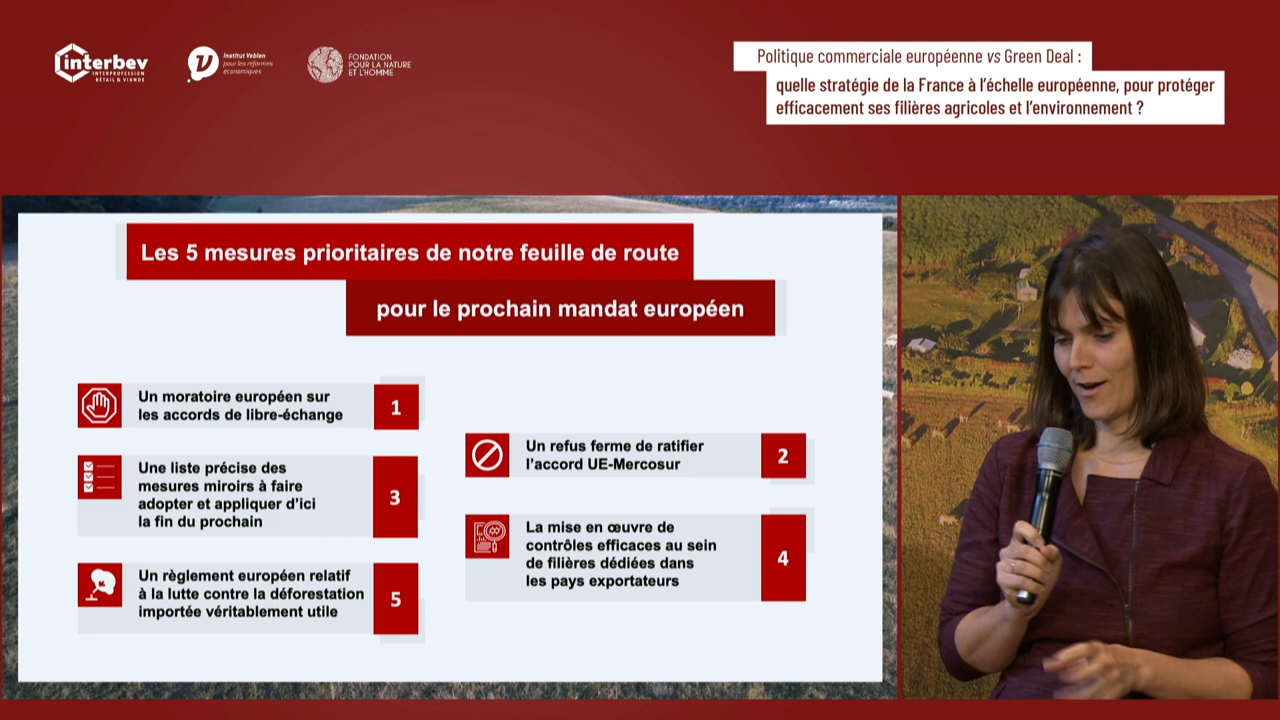 interbev
INTERPROFESSION
BÉTAIL & VIANDE
Institut Veblen
pour les réformes
économiques
FONDATION
POUR LA NATURE
ET L'HOMME
Politique commerciale européenne vs Green Deal :
quelle stratégie de la France à l'échelle européenne, pour protéger
efficacement ses filières agricoles et l'environnement ?
Les 5 mesures prioritaires de notre feuille de route
pour le prochain mandat européen
Un moratoire européen sur
les accords de libre-échange
1
Un refus ferme de ratifier
l'accord UE-Mercosur
2
Une liste précise des
mesures miroirs à faire
adopter et appliquer d'ici
la fin du prochain
3
La mise en œuvre de
contrôles efficaces au sein
de filières dédiées dans
les pays exportateurs
4
Un règlement européen relatif
à la lutte contre la déforestation
importée véritablement utile
5